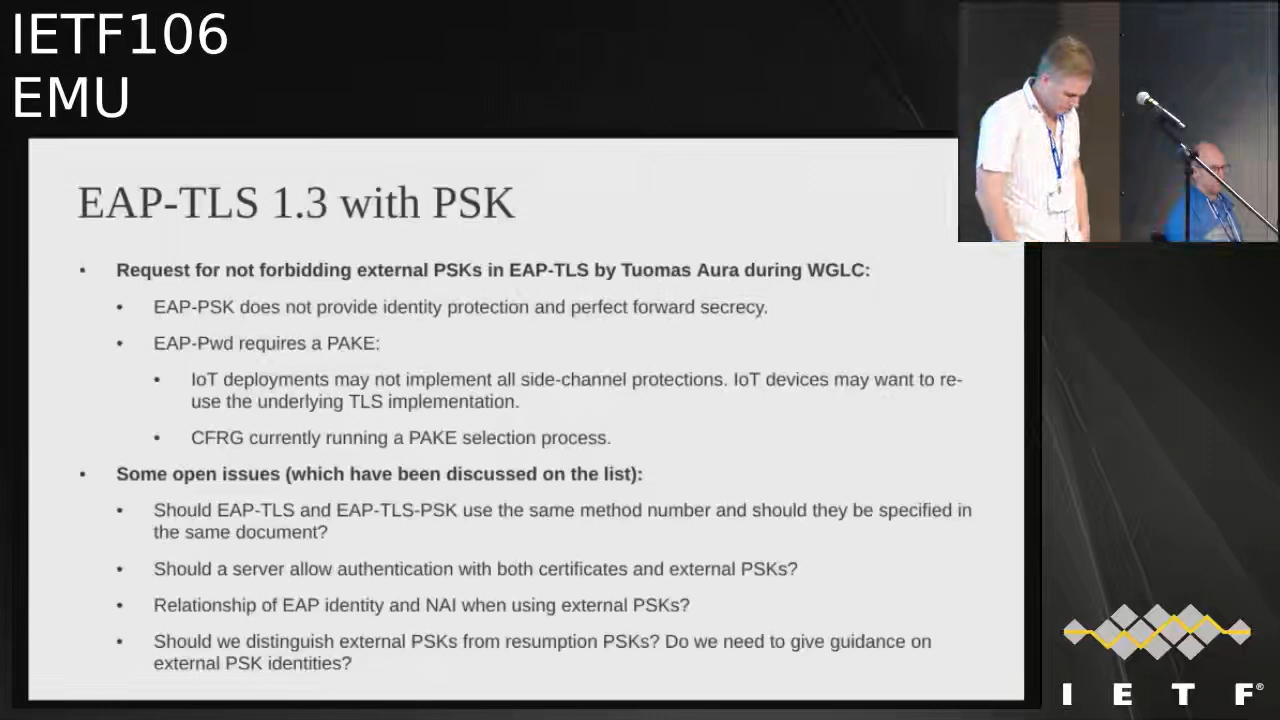 IETF106
EMU
EAP-TLS 1.3 with PSK
• Request for not forbidding external PSKs in EAP-TLS by Tuomas Aura during WGLC:
• EAP-PSK does not provide identity protection and perfect forward secrecy.
• EAP-Pwd requires a PAKE:
• IoT deployments may not implement all side-channel protections. IoT devices may want to re-
use the underlying TLS implementation.
• CFRG currently running a PAKE selection process.
• Some open issues (which have been discussed on the list):
• Should EAP-TLS and EAP-TLS-PSK use the same method number and should they be specified in
the same document?
• Should a server allow authentication with both certificates and external PSKs?
• Relationship of EAP identity and NAI when using external PSKs?
• Should we distinguish external PSKs from resumption PSKs? Do we need to give guidance on
external PSK identities?
I E T F®